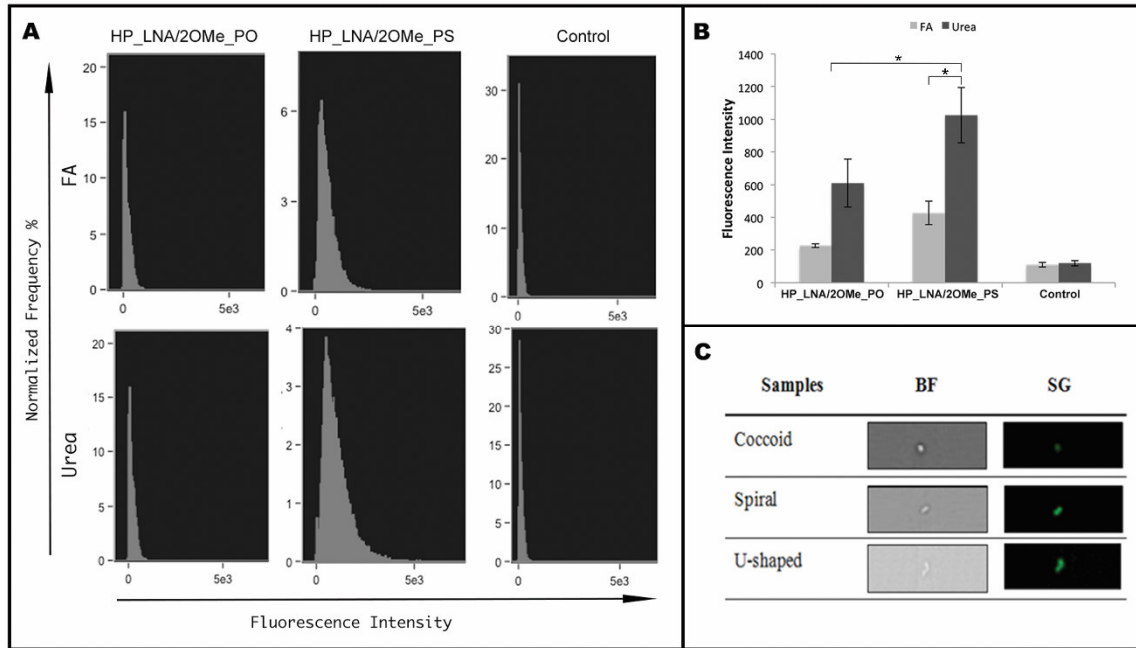 A
HP_LNA/2OMe_PO
HP_LNA/2OMe_PS
Control
20
15
10
5
0
0
5e3
6
3
0
0
5e3
30
20
10
0
0
5e3
FA
Normalized Frequency %
Urea
20
15
10
5
0
0
5e3
4
3
2
1
0
0
5e3
30
25
20
15
10
5
0
0
5e3
Fluorescence Intensity
B
FA Urea
Fluorescence Intensity
1400
1200
1000
800
600
400
200
0
*
*
HP_LNA/2OMe_PO HP_LNA/2OMe_PS Control
C
Samples BF SG
Coccoid
Spiral
U-shaped